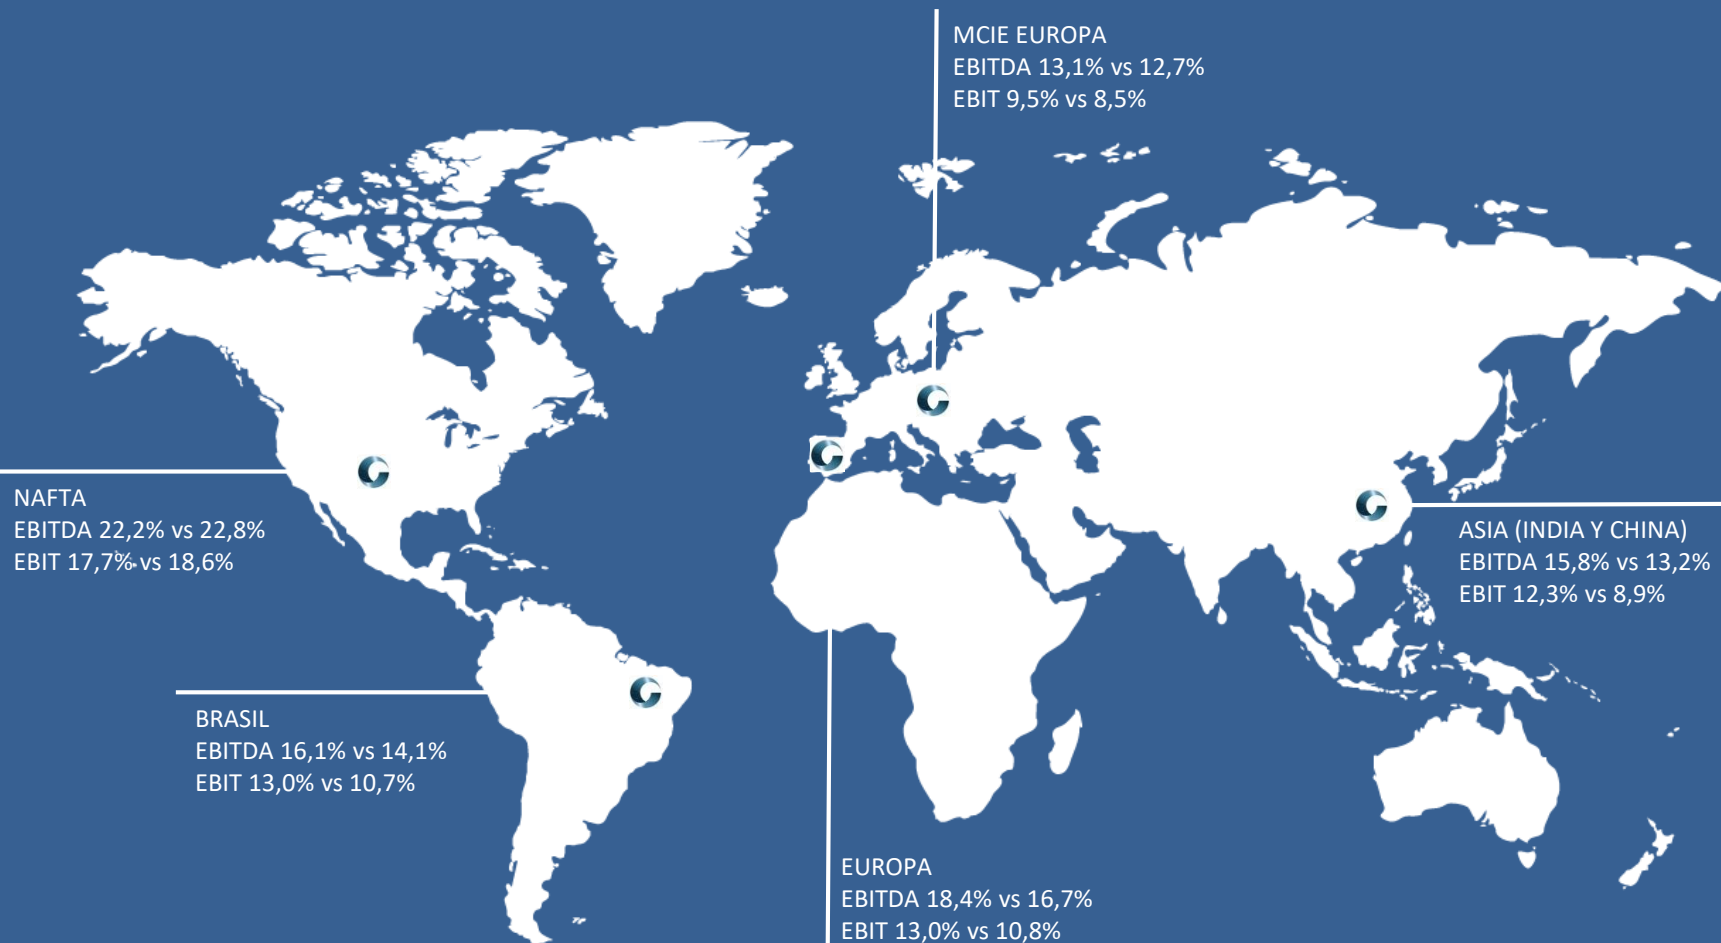 MCIE EUROPA
EBITDA 13,1% vs 12,7%
EBIT 9,5% vs 8,5%
NAFTA
EBITDA 22,2% vs 22,8%
EBIT 17,7% vs 18,6%
ASIA (INDIA Y CHINA)
EBITDA 15,8% vs 13,2%
EBIT 12,3% vs 8,9%
BRASIL
EBITDA 16,1% vs 14,1%
EBIT 13,0% vs 10,7%
EUROPA
EBITDA 18,4% vs 16,7%
EBIT 13,0% vs 10,8%